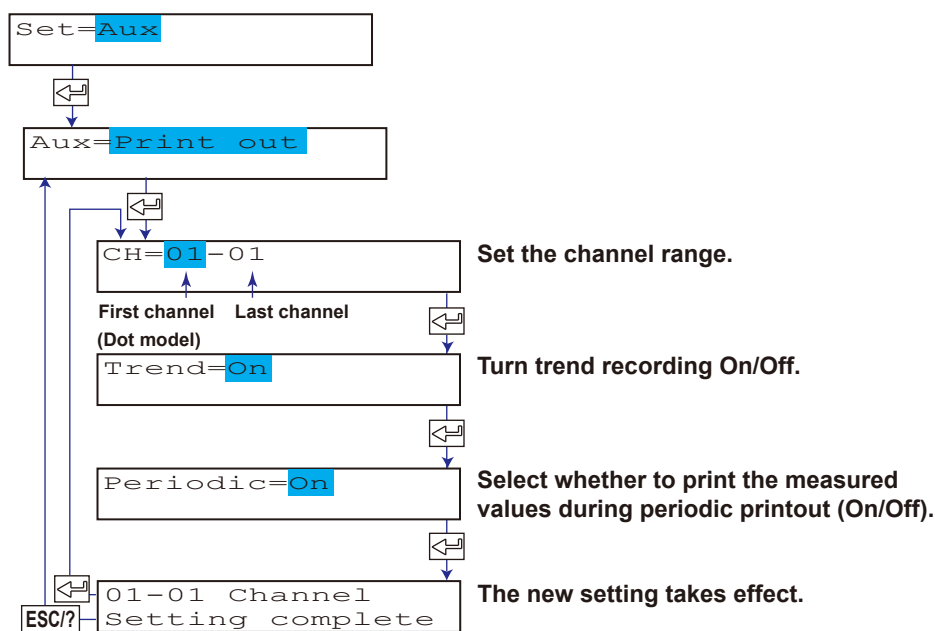 Set=Aux
Aux=Print out
CH=01-01
Set the channel range.
First channel
Last channel
(Dot model)
Trend=On
Turn trend recording On/Off.
Periodic=On
Select whether to print the measured
values during periodic printout (On/Off).
01-01 Channel
The new setting takes effect.
ESC/?
Setting complete